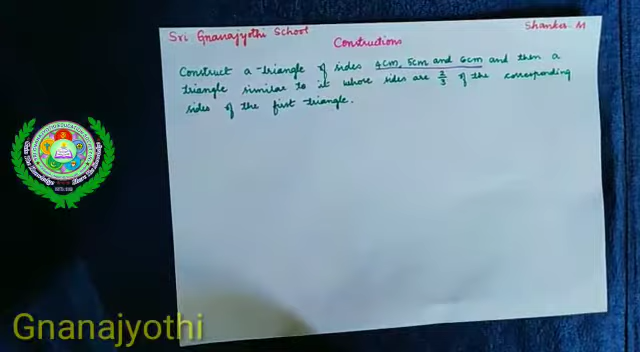 Sri Gnanajyothi School
Shanker. M
Constructions
Construct a triangle of sides 4cm, 5cm and 6cm and then a
triangle similar to it whose sides are 2/3 of the corresponding
sides of the first triangle.
Gnanajyothi